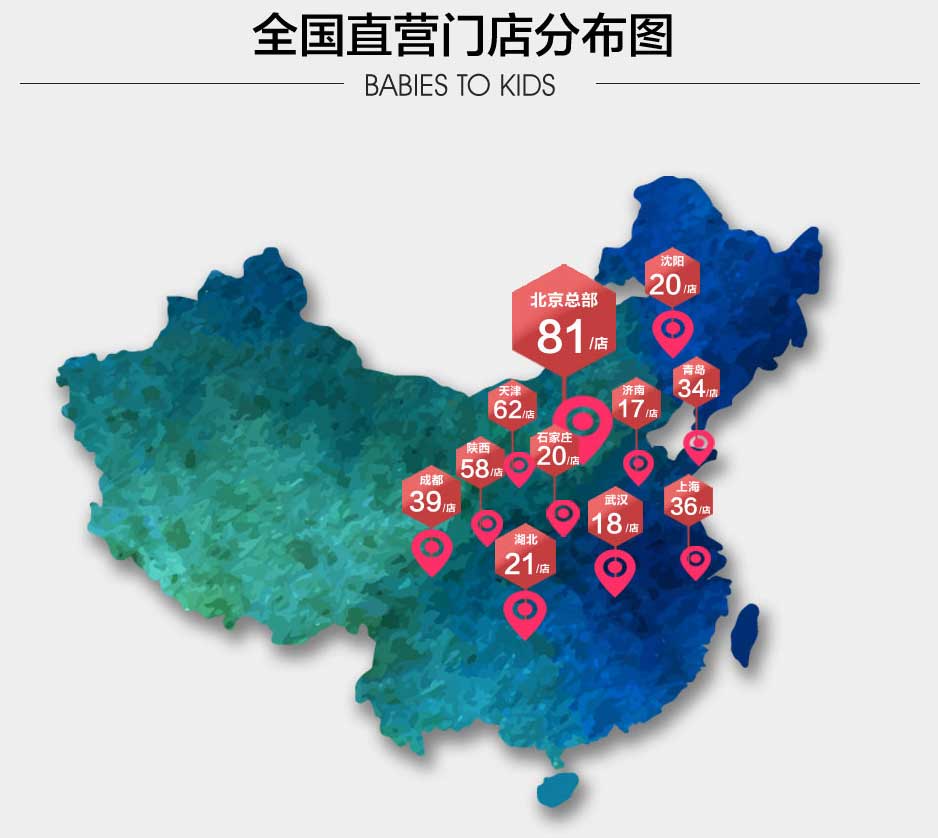 全国直营门店分布图
BABIES TO KIDS
沈阳
20/店
北京总部
81/店
青岛
34/店
天津
62/店
济南
17/店
石家庄
20/店
陕西
58/店
成都
39/店
上海
36/店
武汉
18/店
湖北
21/店